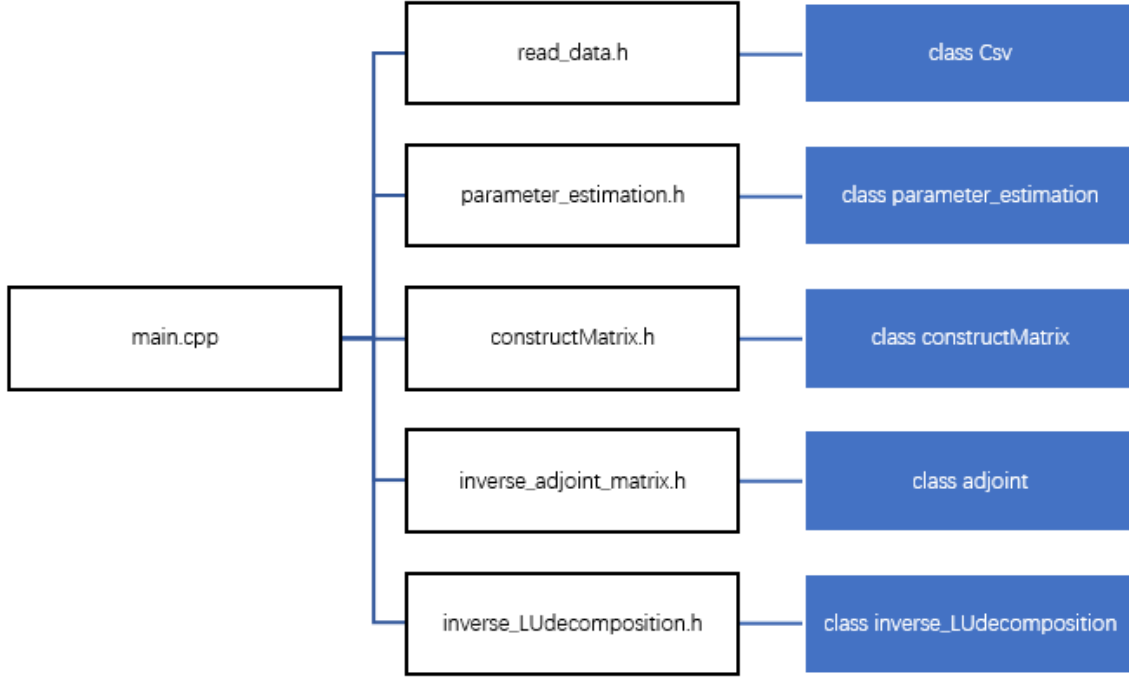 read_data.h
class Csv
parameter_estimation.h
class parameter_estimation
main.cpp
constructMatrix.h
class constructMatrix
inverse_adjoint_matrix.h
class adjoint
inverse_LUdecomposition.h
class inverse_LUdecomposition